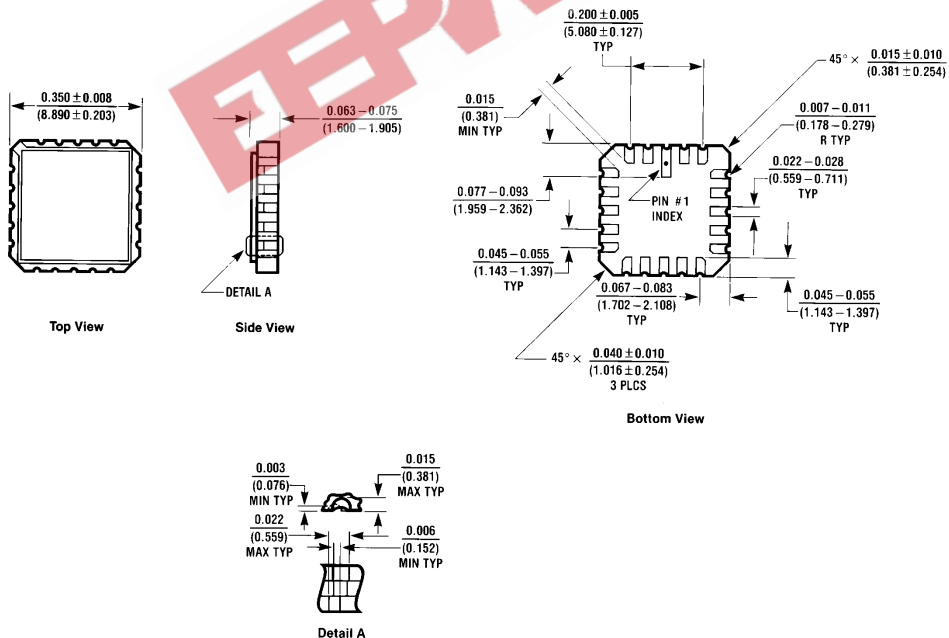 EEPW
0.350 ± 0.008
(8.890 ± 0.203)
0.063 – 0.075
(1.600 – 1.905)
DETAIL A
Top View
Side View
0.200 ± 0.005
(5.080 ± 0.127)
TYP
45° × 0.015 ± 0.010
(0.381 ± 0.254)
0.015
(0.381)
MIN TYP
0.007 – 0.011
(0.178 – 0.279)
R TYP
0.022 – 0.028
(0.559 – 0.711)
TYP
0.077 – 0.093
(1.959 – 2.362)
PIN #1
INDEX
0.045 – 0.055
(1.143 – 1.397)
TYP
0.067 – 0.083
(1.702 – 2.108)
TYP
0.045 – 0.055
(1.143 – 1.397)
TYP
45° × 0.040 ± 0.010
(1.016 ± 0.254)
3 PLCS
Bottom View
0.003
(0.076)
MIN TYP
0.015
(0.381)
MAX TYP
0.022
(0.559)
MAX TYP
0.006
(0.152)
MIN TYP
Detail A